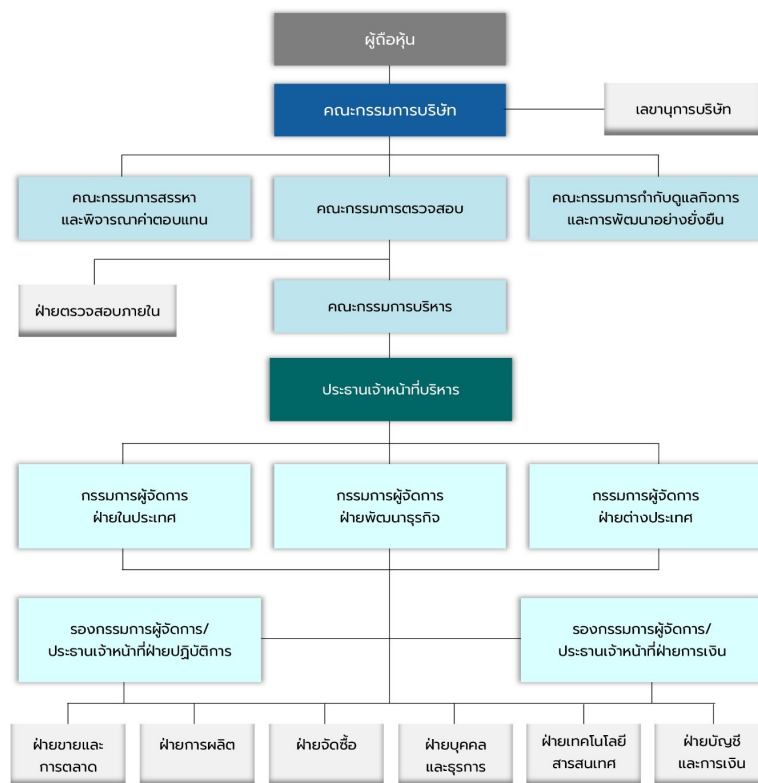 ผู้ถือหุ้น
คณะกรรมการบริษัท
เลขานุการบริษัท
คณะกรรมการสรรหา
และพิจารณาค่าตอบแทน
คณะกรรมการตรวจสอบ
คณะกรรมการกำกับดูแลกิจการ
และการพัฒนาอย่างยั่งยืน
ฝ่ายตรวจสอบภายใน
คณะกรรมการบริหาร
ประธานเจ้าหน้าที่บริหาร
กรรมการผู้จัดการ
ฝ่ายในประเทศ
กรรมการผู้จัดการ
ฝ่ายพัฒนาธุรกิจ
กรรมการผู้จัดการ
ฝ่ายต่างประเทศ
รองกรรมการผู้จัดการ/
ประธานเจ้าหน้าที่ฝ่ายปฏิบัติการ
รองกรรมการผู้จัดการ/
ประธานเจ้าหน้าที่ฝ่ายการเงิน
ฝ่ายขายและ
การตลาด
ฝ่ายการผลิต
ฝ่ายจัดซื้อ
ฝ่ายบุคคล
และธุรการ
ฝ่ายเทคโนโลยี
สารสนเทศ
ฝ่ายบัญชี
และการเงิน